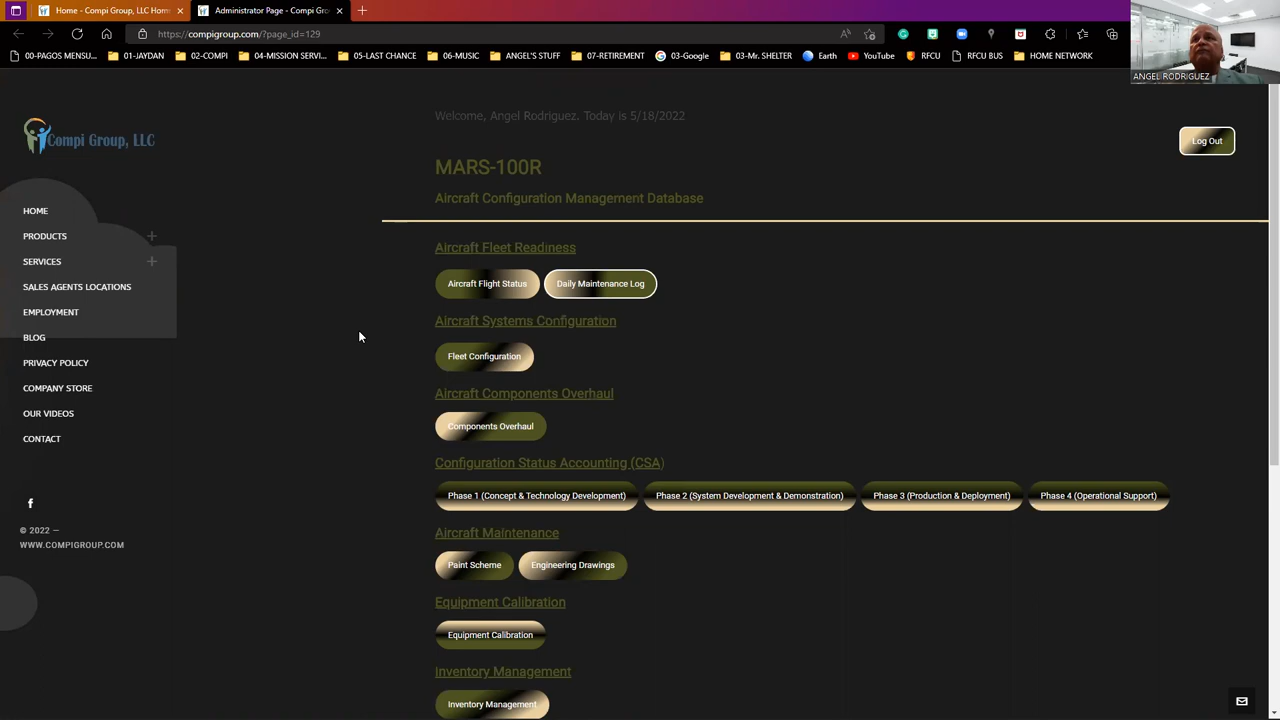 Home - Compi Group, LLC Hom
Administrator Page - Compi Gro
https://compigroup.com/?page_id=129
00-PAGOS MENSU...
01-JAYDAN
02-COMPI
04-MISSION SERVI...
05-LAST CHANCE
06-MUSIC
ANGEL'S STUFF
07-RETIREMENT
03-Google
03-Mr. SHELTER
Earth
YouTube
RFCU
RFCU BUS
HOME NETWORK
ANGEL RODRIGUEZ
Compi Group, LLC
HOME
PRODUCTS
SERVICES
SALES AGENTS LOCATIONS
EMPLOYMENT
BLOG
PRIVACY POLICY
COMPANY STORE
OUR VIDEOS
CONTACT
© 2022 —
WWW.COMPIGROUP.COM
Welcome, Angel Rodriguez. Today is 5/18/2022
Log Out
MARS-100R
Aircraft Configuration Management Database
Aircraft Fleet Readiness
Aircraft Flight Status
Daily Maintenance Log
Aircraft Systems Configuration
Fleet Configuration
Aircraft Components Overhaul
Components Overhaul
Configuration Status Accounting (CSA)
Phase 1 (Concept & Technology Development)
Phase 2 (System Development & Demonstration)
Phase 3 (Production & Deployment)
Phase 4 (Operational Support)
Aircraft Maintenance
Paint Scheme
Engineering Drawings
Equipment Calibration
Equipment Calibration
Inventory Management
Inventory Management